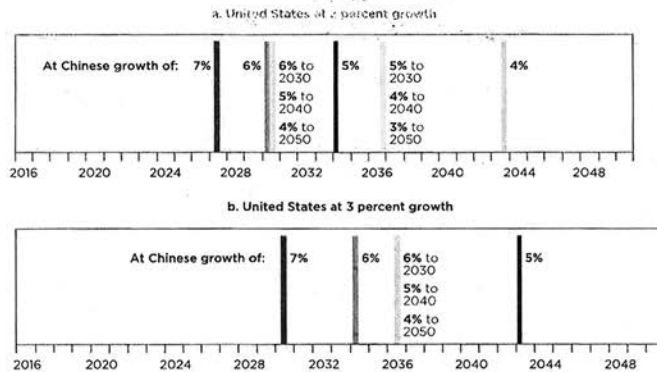 a. United States at 2 percent growth
At Chinese growth of: 7% 6% 6% to 5% 5% to 4%
2030 2030
5% to 4% to
2040 2040
4% to 3% to
2050 2050
2016 2020 2024 2028 2032 2036 2040 2044 2048
b. United States at 3 percent growth
At Chinese growth of: 7% 6% 6% to 5%
2030
5% to
2040
4% to
2050
2016 2020 2024 2028 2032 2036 2040 2044 2048